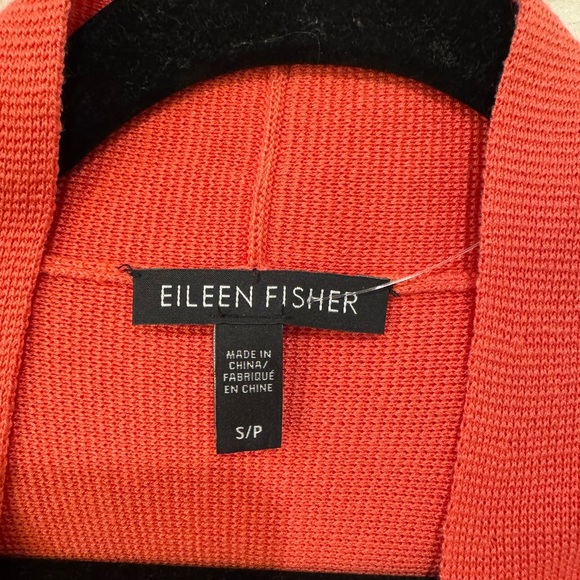 EILEEN FISHER
MADE IN
CHINA/
FABRIQUÉ
EN CHINE
S/P